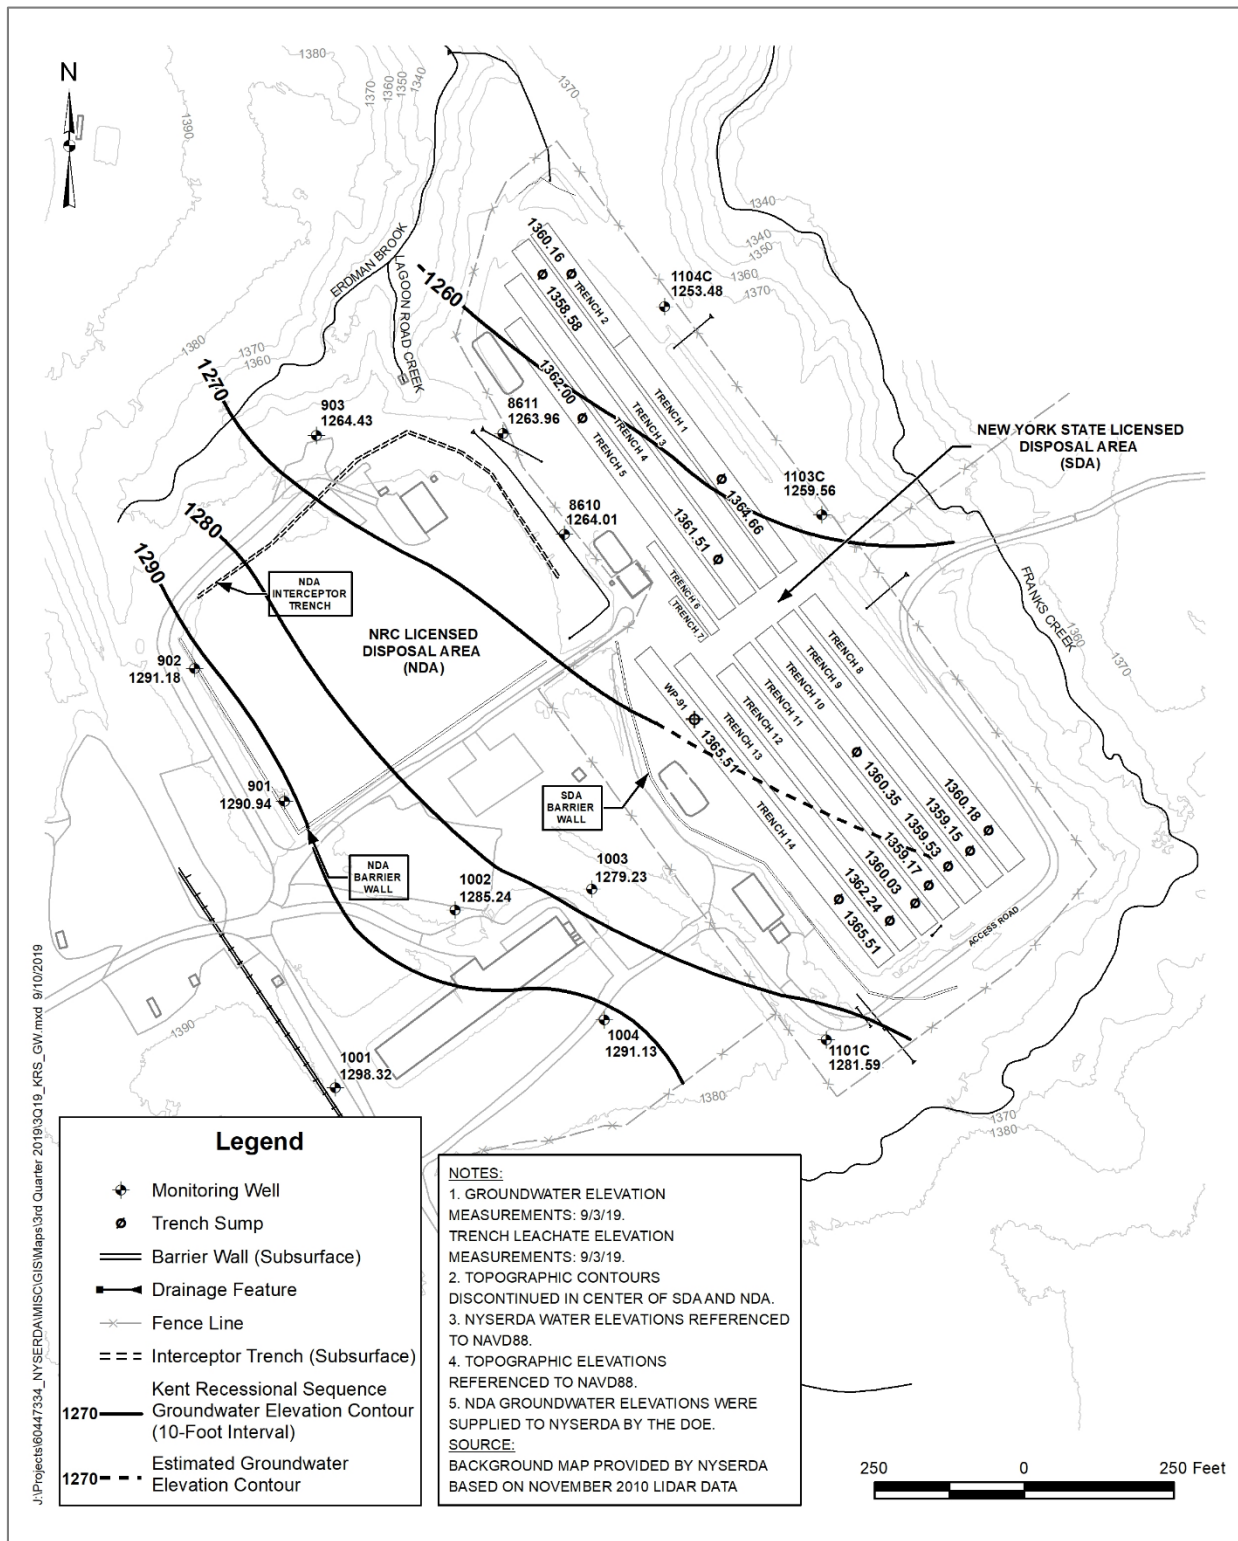 1380
1370
1360
1350
1340
1370
N
1390
1340
1340
1350
1360
1370
ERDMAN BROOK
LAGOON ROAD CREEK
1260
1360.16
1358.58
TRENCH 2
1104C
1253.48
1380
1370
1360
1270
1362.00
903
1264.43
8611
1263.96
TRENCH 1
TRENCH 3
TRENCH 4
TRENCH 5
NEW YORK STATE LICENSED
DISPOSAL AREA
(SDA)
1103C
1259.56
1364.66
1361.51
8610
1264.01
1280
1290
NDA
INTERCEPTOR
TRENCH
TRENCH 6
TRENCH 7
FRANKS CREEK
1360
1370
NRC LICENSED
DISPOSAL AREA
(NDA)
902
1291.18
TRENCH 8
TRENCH 9
TRENCH 10
TRENCH 11
TRENCH 12
TRENCH 13
WP-91
1365.51
TRENCH 14
901
1290.94
SDA
BARRIER
WALL
1360.35
1360.18
1359.15
1359.53
1359.17
1360.03
1362.24
1365.51
NDA
BARRIER
WALL
1003
1279.23
1002
1285.24
ACCESS ROAD
1390
1004
1291.13
1101C
1281.59
1001
1298.32
1380
1370
1380
J:\Projects\60447334_NYSERDA\MISC\GIS\Maps\3rd Quarter 2019\3Q19_KRS_GW.mxd 9/10/2019
Legend
Monitoring Well
Trench Sump
Barrier Wall (Subsurface)
Drainage Feature
Fence Line
Interceptor Trench (Subsurface)
Kent Recessional Sequence
1270 Groundwater Elevation Contour
(10-Foot Interval)
Estimated Groundwater
1270 Elevation Contour
NOTES:
1. GROUNDWATER ELEVATION
MEASUREMENTS: 9/3/19.
TRENCH LEACHATE ELEVATION
MEASUREMENTS: 9/3/19.
2. TOPOGRAPHIC CONTOURS
DISCONTINUED IN CENTER OF SDA AND NDA.
3. NYSERDA WATER ELEVATIONS REFERENCED
TO NAVD88.
4. TOPOGRAPHIC ELEVATIONS
REFERENCED TO NAVD88.
5. NDA GROUNDWATER ELEVATIONS WERE
SUPPLIED TO NYSERDA BY THE DOE.
SOURCE:
BACKGROUND MAP PROVIDED BY NYSERDA
BASED ON NOVEMBER 2010 LIDAR DATA
250 0 250 Feet